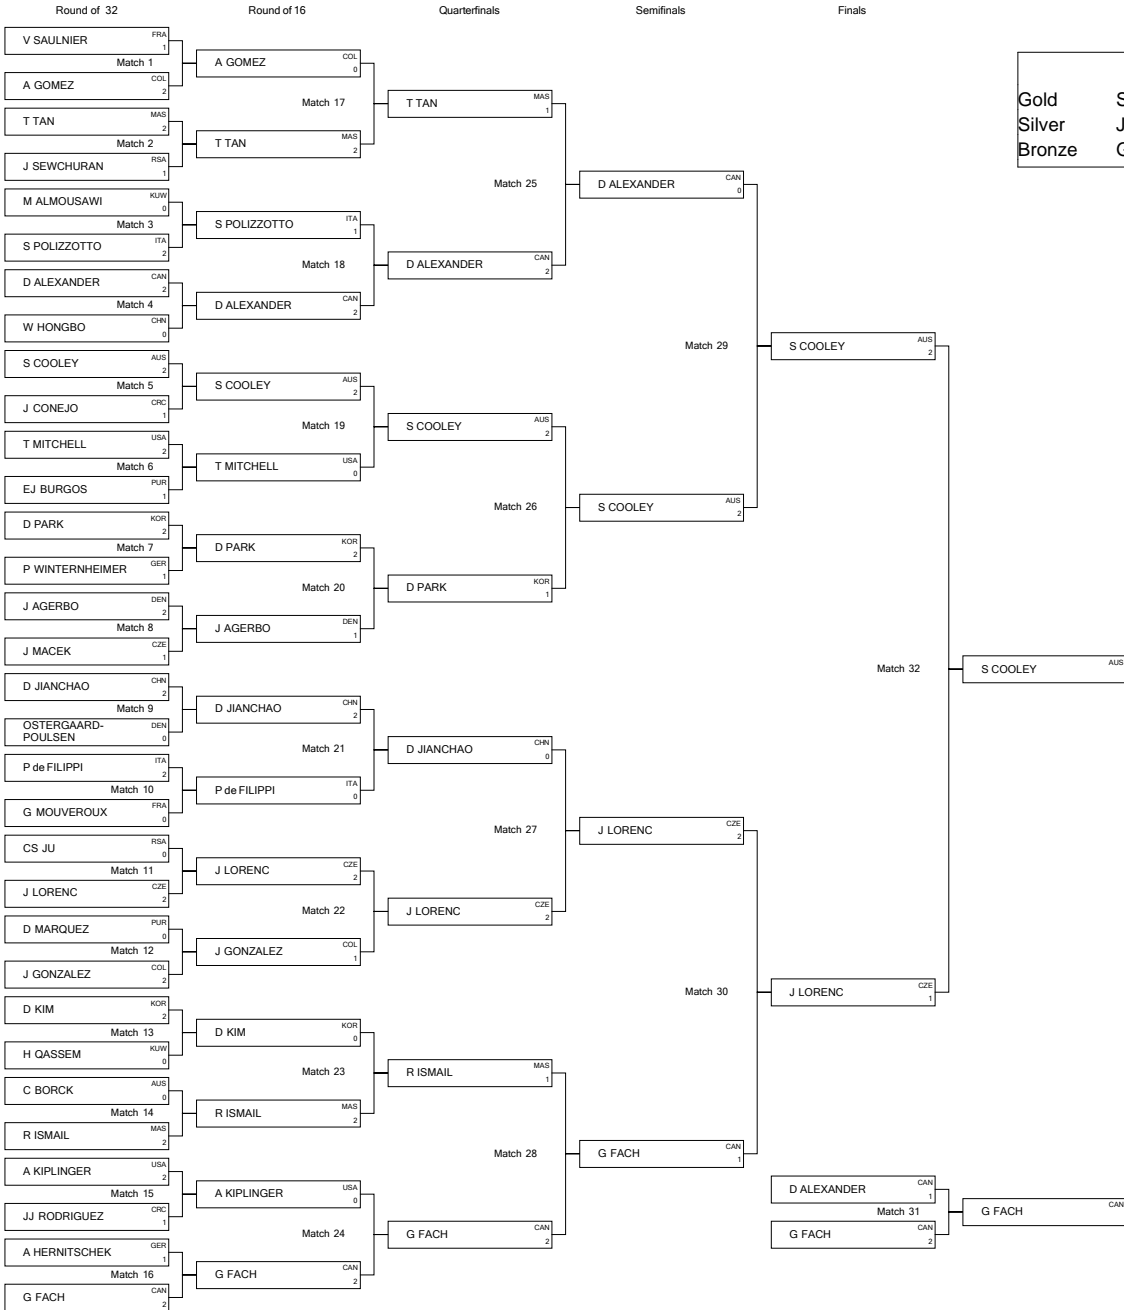 Round of 32
Round of 16
Quarterfinals
Semifinals
Finals
V SAULNIER FRA 1
Match 1
A GOMEZ COL 2
T TAN MAS 2
Match 2
J SEWCHURAN RSA 1
M ALMOUSAWI KUW 0
Match 3
S POLIZZOTTO ITA 2
D ALEXANDER CAN 2
Match 4
W HONGBO CHN 0
S COOLEY AUS 2
Match 5
J CONEJO CRC 1
T MITCHELL USA 2
Match 6
EJ BURGOS PUR 1
D PARK KOR 2
Match 7
P WINTERNHEIMER GER 1
J AGERBO DEN 2
Match 8
J MACEK CZE 1
D JIANCHAO CHN 2
Match 9
OSTERGAARD-
POULSEN DEN 0
P de FILIPPI ITA 2
Match 10
G MOUVEROUX FRA 0
CS JU RSA 0
Match 11
J LORENC CZE 2
D MARQUEZ PUR 0
Match 12
J GONZALEZ COL 2
D KIM KOR 2
Match 13
H QASSEM KUW 0
C BORCK AUS 0
Match 14
R ISMAIL MAS 2
A KIPLINGER USA 2
Match 15
JJ RODRIGUEZ CRC 1
A HERNITSCHEK GER 1
Match 16
G FACH CAN 2
A GOMEZ COL 0
Match 17
T TAN MAS 2
S POLIZZOTTO ITA 1
Match 18
D ALEXANDER CAN 2
S COOLEY AUS 2
Match 19
T MITCHELL USA 0
D PARK KOR 2
Match 20
J AGERBO DEN 1
D JIANCHAO CHN 2
Match 21
P de FILIPPI ITA 0
J LORENC CZE 2
Match 22
J GONZALEZ COL 1
D KIM KOR 0
Match 23
R ISMAIL MAS 2
A KIPLINGER USA 0
Match 24
G FACH CAN 2
T TAN MAS 1
Match 25
D ALEXANDER CAN 2
S COOLEY AUS 2
Match 26
D PARK KOR 1
D JIANCHAO CHN 0
Match 27
J LORENC CZE 2
R ISMAIL MAS 1
Match 28
G FACH CAN 2
D ALEXANDER CAN 0
Match 29
S COOLEY AUS 2
J LORENC CZE 2
Match 30
G FACH CAN 1
S COOLEY AUS 2
Match 32
J LORENC CZE 1
D ALEXANDER CAN 1
Match 31
G FACH CAN 2
S COOLEY AUS
G FACH CAN
Gold S
Silver J
Bronze G